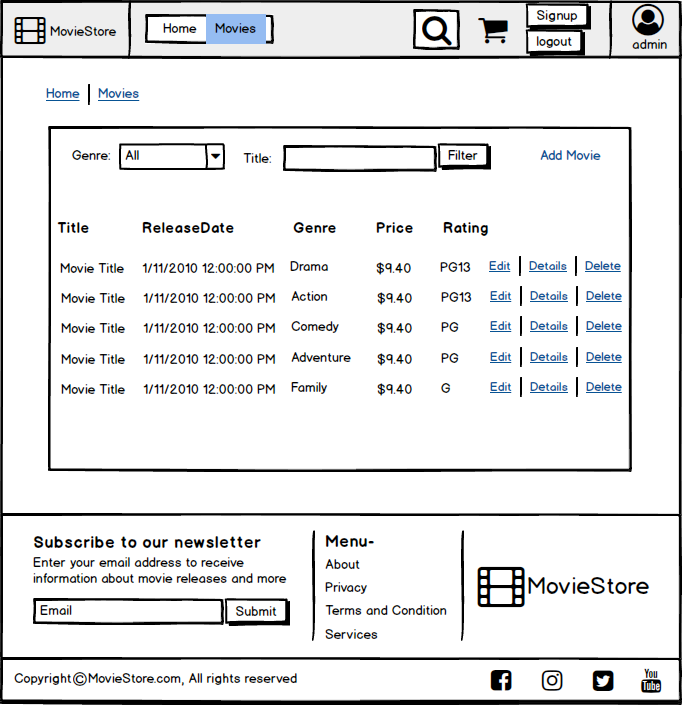 MovieStore
Home Movies
Signup
logout
admin
Home Movies
Genre: All Title: Filter Add Movie
Title ReleaseDate Genre Price Rating
Movie Title 1/11/2010 12:00:00 PM Drama $9.40 PG13 Edit Details Delete
Movie Title 1/11/2010 12:00:00 PM Action $9.40 PG13 Edit Details Delete
Movie Title 1/11/2010 12:00:00 PM Comedy $9.40 PG Edit Details Delete
Movie Title 1/11/2010 12:00:00 PM Adventure $9.40 PG Edit Details Delete
Movie Title 1/11/2010 12:00:00 PM Family $9.40 G Edit Details Delete
Subscribe to our newsletter
Enter your email address to receive
information about movie releases and more
Email Submit
Menu-
About
Privacy
Terms and Condition
Services
MovieStore
Copyright©MovieStore.com, All rights reserved
You
Tube